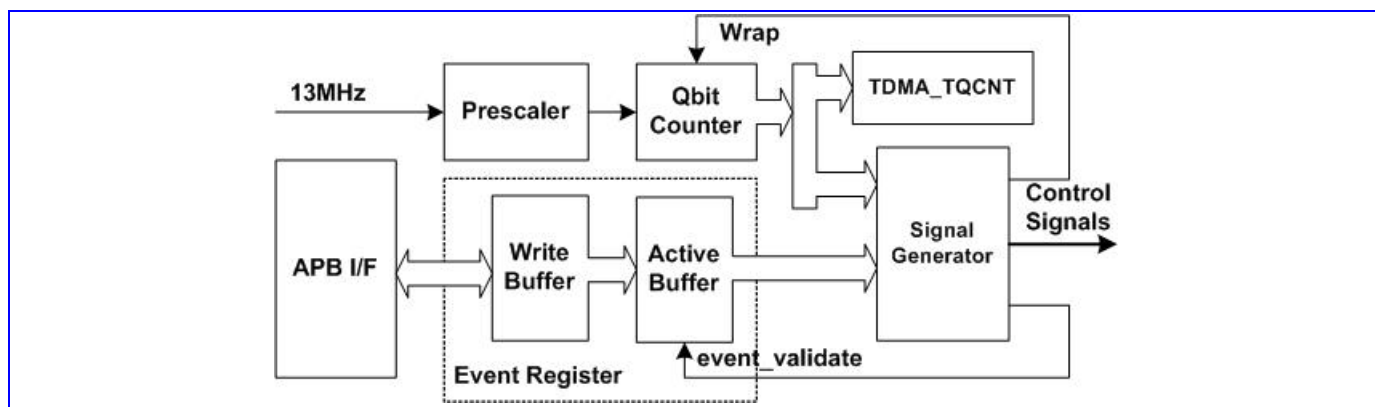 Wrap
13MHz
Prescaler
Qbit
Counter
TDMA_TQCNT
APB I/F
Write
Buffer
Active
Buffer
Signal
Generator
Control
Signals
event_validate
Event Register